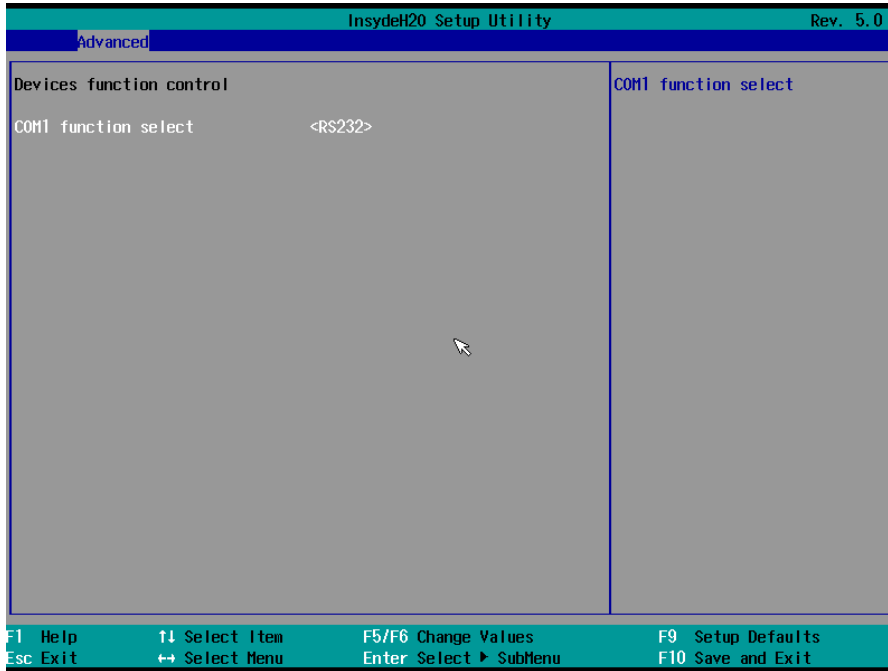 InsydeH20 Setup Utility Rev. 5.0
Advanced
Devices function control
COM1 function select
COM1 function select <RS232>
F1 Help ↑↓ Select Item F5/F6 Change Values F9 Setup Defaults
Esc Exit ↔ Select Menu Enter Select ▶ SubMenu F10 Save and Exit